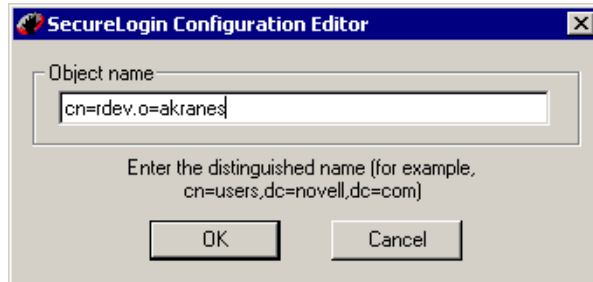 SecureLogin Configuration Editor
Object name
cn=rdev.o=akranes
Enter the distinguished name (for example,
cn=users,dc=novell,dc=com)
OK Cancel